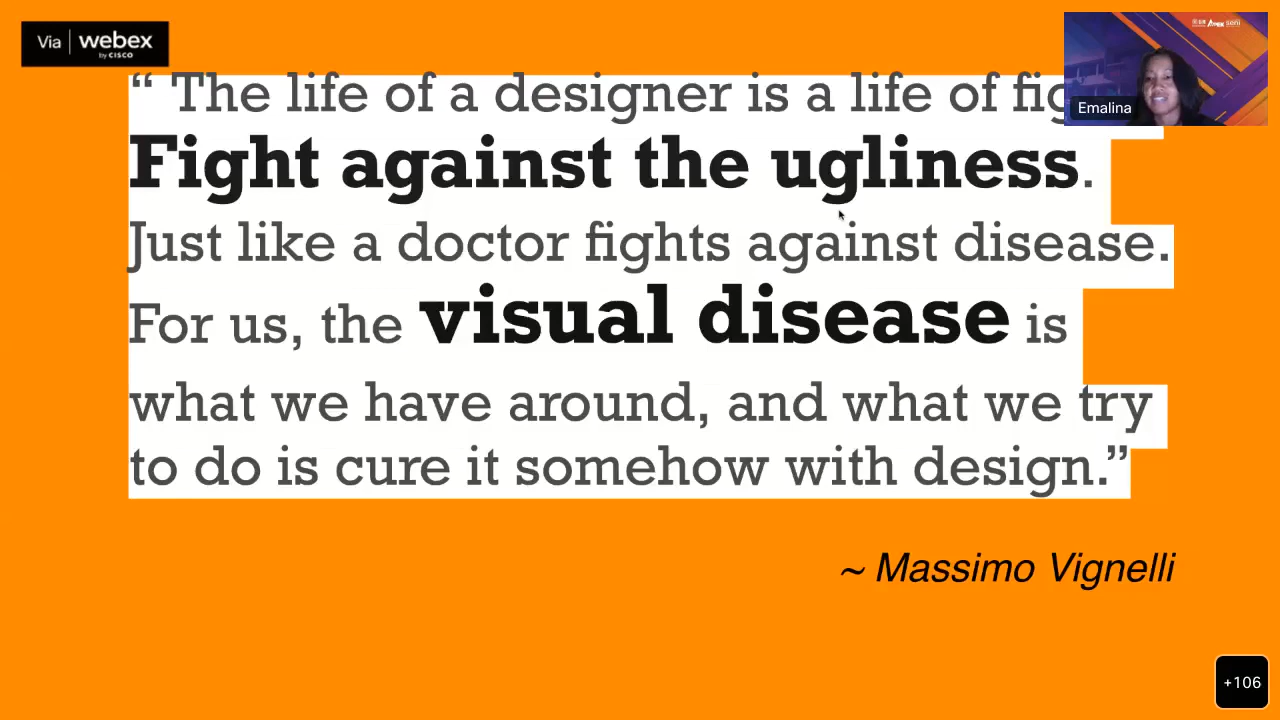 Via webex
by CISCO
Emalina
“ The life of a designer is a life of
Fight against the ugliness.
Just like a doctor fights against disease.
For us, the visual disease is
what we have around, and what we try
to do is cure it somehow with design.”
~ Massimo Vignelli
+106